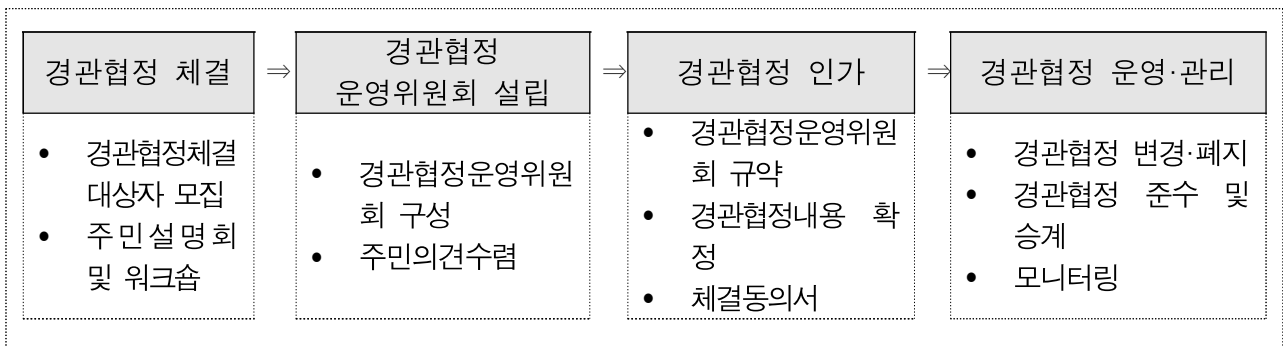 경관협정 체결
⇒
경관협정
운영위원회 설립
⇒
경관협정 인가
⇒
경관협정 운영·관리
• 경관협정체결
대상자 모집
• 주민설명회
및 워크숍
• 경관협정운영위원
회 구성
• 주민의견수렴
• 경관협정운영위원
회 규약
• 경관협정내용 확
정
• 체결동의서
• 경관협정 변경·폐지
• 경관협정 준수 및
승계
• 모니터링